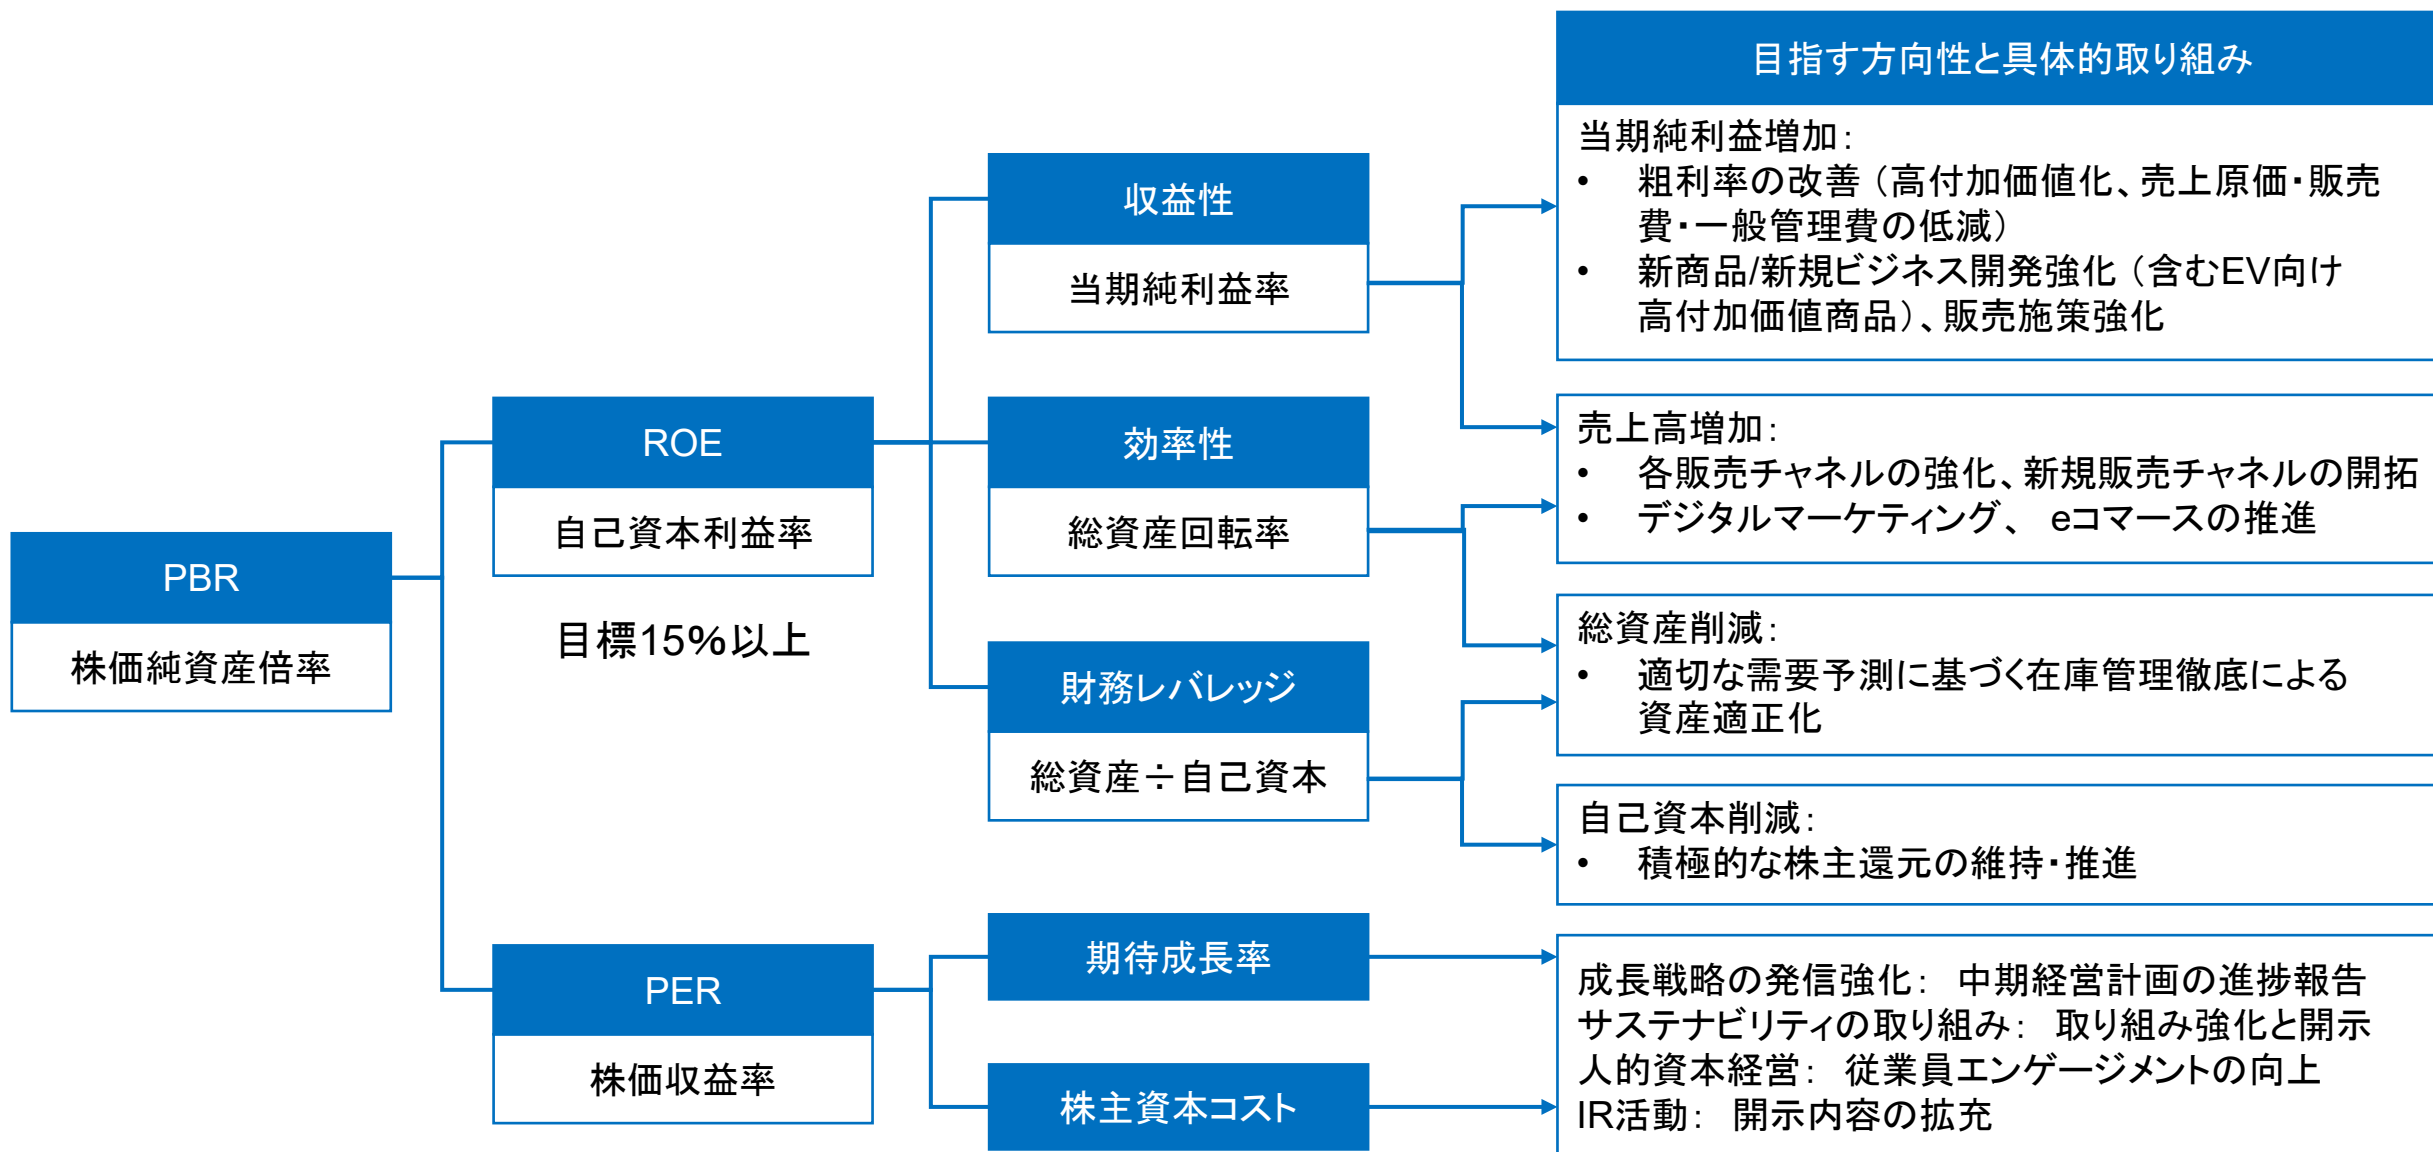 PBR
株価純資産倍率
ROE
自己資本利益率
目標15%以上
PER
株価収益率
収益性
当期純利益率
効率性
総資産回転率
財務レバレッジ
総資産÷自己資本
期待成長率
株主資本コスト
目指す方向性と具体的取り組み
当期純利益増加：
• 粗利率の改善（高付加価値化、売上原価・販売
費・一般管理費の低減）
• 新商品/新規ビジネス開発強化（含むEV向け
高付加価値商品）、販売施策強化
売上高増加：
• 各販売チャネルの強化、新規販売チャネルの開拓
• デジタルマーケティング、 eコマースの推進
総資産削減：
• 適切な需要予測に基づく在庫管理徹底による
資産適正化
自己資本削減：
• 積極的な株主還元の維持・推進
成長戦略の発信強化： 中期経営計画の進捗報告
サステナビリティの取り組み： 取り組み強化と開示
人的資本経営： 従業員エンゲージメントの向上
IR活動： 開示内容の拡充